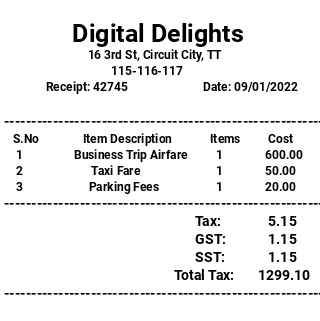 Digital Delights
16 3rd St, Circuit City, TT
115-116-117
Receipt: 42745 Date: 09/01/2022
S.No Item Description Items Cost
1 Business Trip Airfare 1 600.00
2 Taxi Fare 1 50.00
3 Parking Fees 1 20.00
Tax: 5.15
GST: 1.15
SST: 1.15
Total Tax: 1299.10